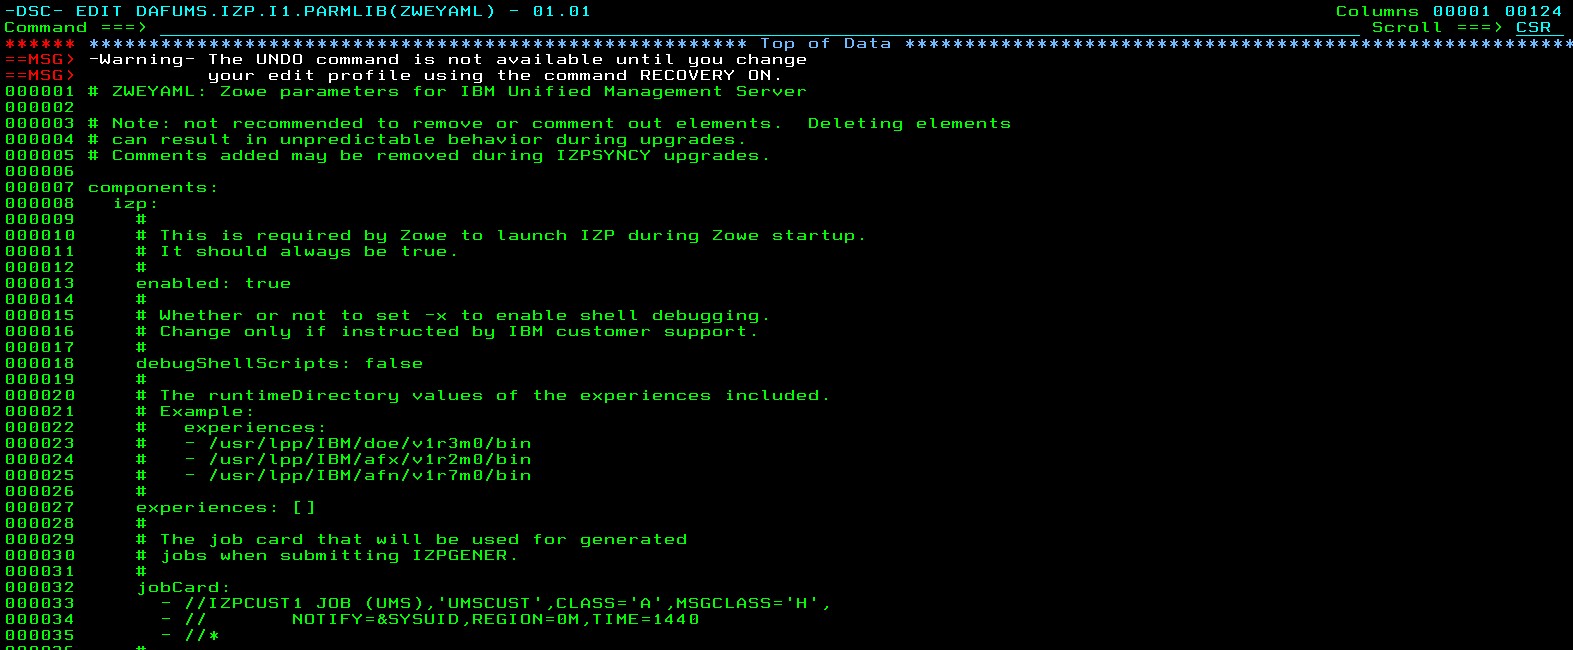 -DSC- EDIT DAFUMS.IZP.I1.PARMLIB(ZWEYAML) - 01.01 Columns 00001 00124
Command ===> Scroll ===> CSR
****** ******************************************************* Top of Data ********************************************************
==MSG> -Warning- The UNDO command is not available until you change
==MSG> your edit profile using the command RECOVERY ON.
000001 # ZWEYAML: Zowe parameters for IBM Unified Management Server
000002
000003 # Note: not recommended to remove or comment out elements.  Deleting elements
000004 # can result in unpredictable behavior during upgrades.
000005 # Comments added may be removed during IZPSYNCY upgrades.
000006
000007 components:
000008   izp:
000009     #
000010     # This is required by Zowe to launch IZP during Zowe startup.
000011     # It should always be true.
000012     #
000013     enabled: true
000014     #
000015     # Whether or not to set -x to enable shell debugging.
000016     # Change only if instructed by IBM customer support.
000017     #
000018     debugShellScripts: false
000019     #
000020     # The runtimeDirectory values of the experiences included.
000021     # Example:
000022     #   experiences:
000023     #   - /usr/lpp/IBM/doe/v1r3m0/bin
000024     #   - /usr/lpp/IBM/afx/v1r2m0/bin
000025     #   - /usr/lpp/IBM/afn/v1r7m0/bin
000026     #
000027     experiences: []
000028     #
000029     # The job card that will be used for generated
000030     # jobs when submitting IZPGENER.
000031     #
000032     jobCard:
000033       - //IZPCUST1 JOB (UMS),'UMSCUST',CLASS='A',MSGCLASS='H',
000034       - //       NOTIFY=&SYSUID,REGION=0M,TIME=1440
000035       - //*